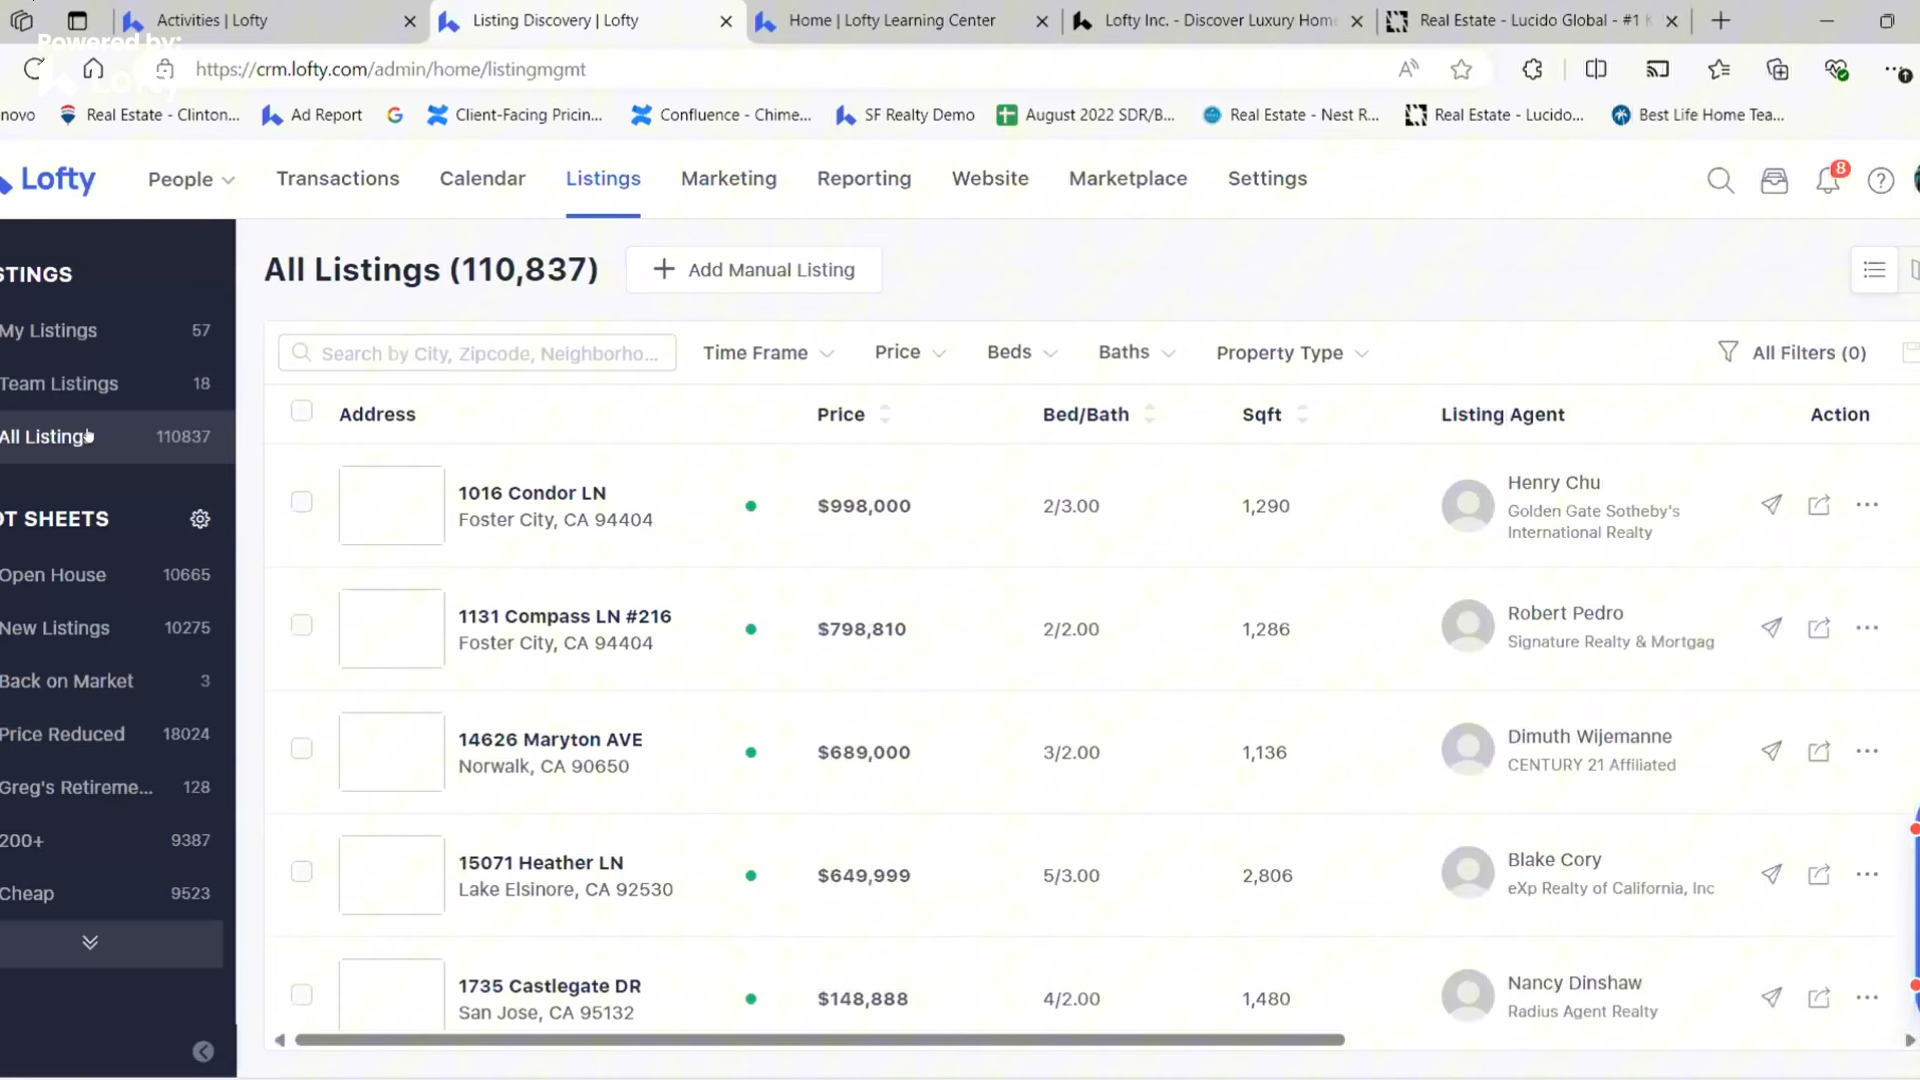 Activities | Lofty
Listing Discovery | Lofty
Home | Lofty Learning Center
Lofty Inc. - Discover Luxury Home
Real Estate - Lucido Global - #1 K
Powered by:
Lofty
https://crm.lofty.com/admin/home/listingmgmt
novo
Real Estate - Clinton...
Ad Report
Client-Facing Pricin...
Confluence - Chime...
SF Realty Demo
August 2022 SDR/B...
Real Estate - Nest R...
Real Estate - Lucido...
Best Life Home Tea...
Lofty
People
Transactions
Calendar
Listings
Marketing
Reporting
Website
Marketplace
Settings
8
STINGS
My Listings 57
Team Listings 18
All Listings 110837
OT SHEETS
Open House 10665
New Listings 10275
Back on Market 3
Price Reduced 18024
Greg's Retireme... 128
200+ 9387
Cheap 9523
All Listings (110,837)
Add Manual Listing
Search by City, Zipcode, Neighborho...
Time Frame
Price
Beds
Baths
Property Type
All Filters (0)
Address Price Bed/Bath Sqft Listing Agent Action
1016 Condor LN
Foster City, CA 94404
$998,000
2/3.00
1,290
Henry Chu
Golden Gate Sotheby's
International Realty
1131 Compass LN #216
Foster City, CA 94404
$798,810
2/2.00
1,286
Robert Pedro
Signature Realty & Mortgag
14626 Maryton AVE
Norwalk, CA 90650
$689,000
3/2.00
1,136
Dimuth Wijemanne
CENTURY 21 Affiliated
15071 Heather LN
Lake Elsinore, CA 92530
$649,999
5/3.00
2,806
Blake Cory
eXp Realty of California, Inc
1735 Castlegate DR
San Jose, CA 95132
$148,888
4/2.00
1,480
Nancy Dinshaw
Radius Agent Realty